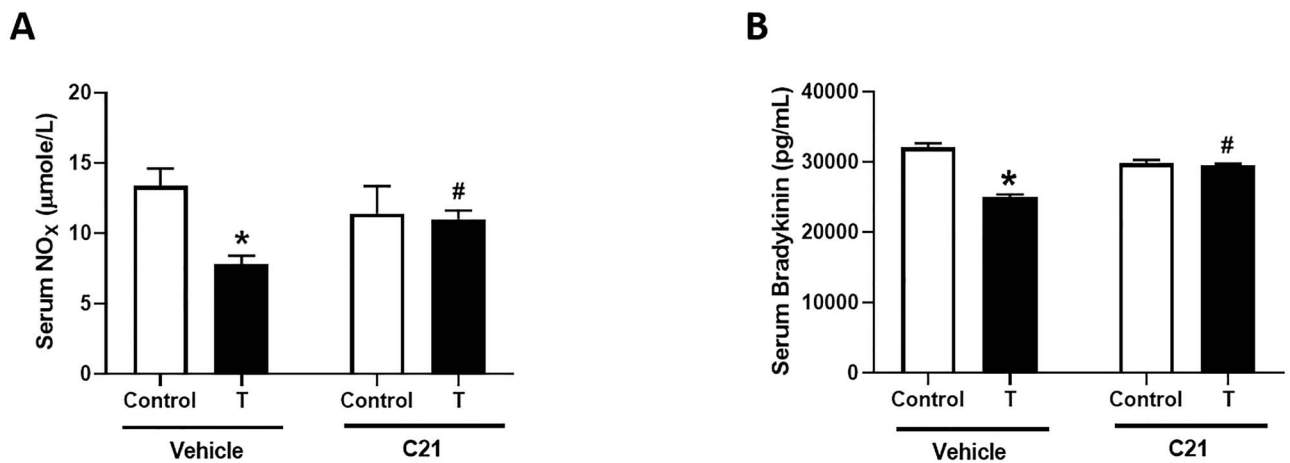 A
Serum NOX (μmole/L)
20
15
10
5
0
*
#
Control T Control T
Vehicle C21
B
Serum Bradykinin (pg/mL)
40000
30000
20000
10000
0
*
#
Control T Control T
Vehicle C21